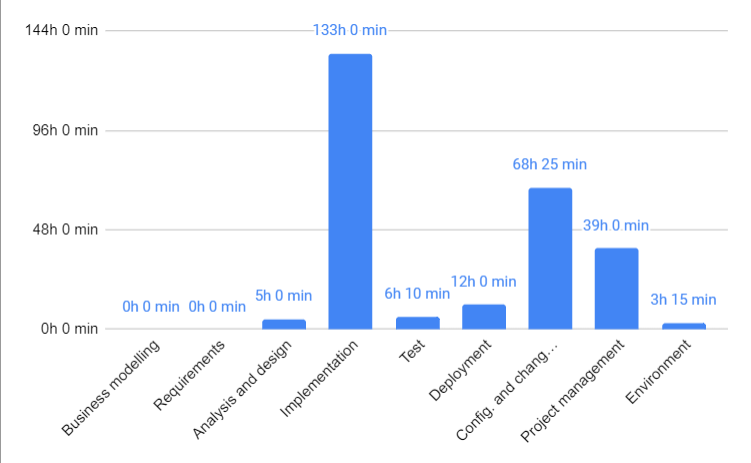 144h 0 min
96h 0 min
48h 0 min
0h 0 min
0h 0 min
0h 0 min
5h 0 min
133h 0 min
6h 10 min
12h 0 min
68h 25 min
39h 0 min
3h 15 min
Business modelling
Requirements
Analysis and design
Implementation
Test
Deployment
Config. and chang…
Project management
Environment